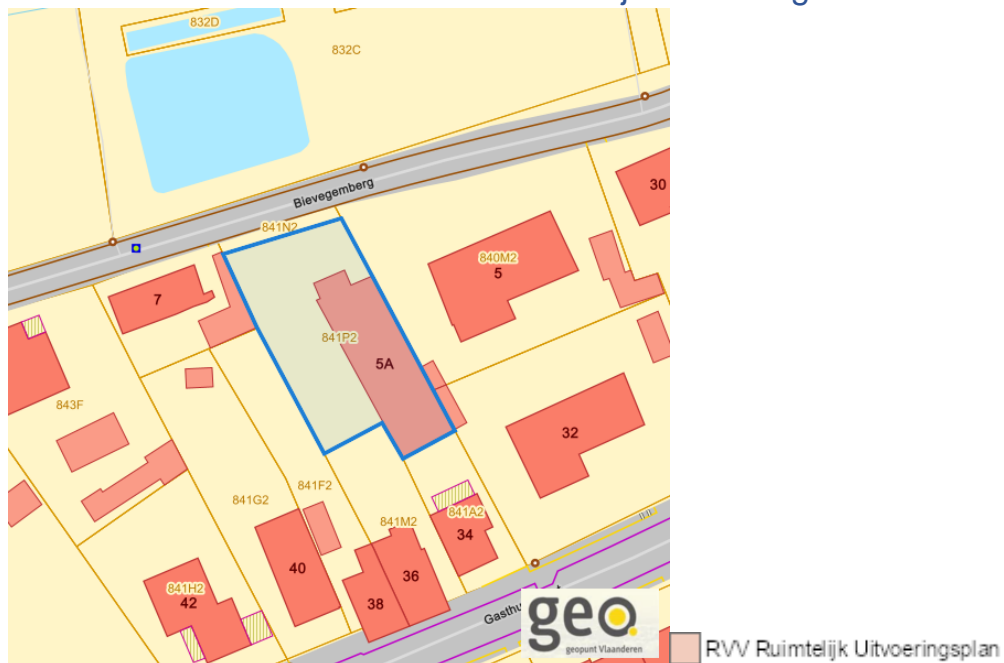 832D
832C
Bievegemberg
30
841N2
840M2
5
7
841P2
5A
843F
32
841G2
841F2
841M2
841A2
34
40
36
38
841H2
42
geo
geopunt Vlaanderen
RVV Ruimtelijk Uitvoeringsplan